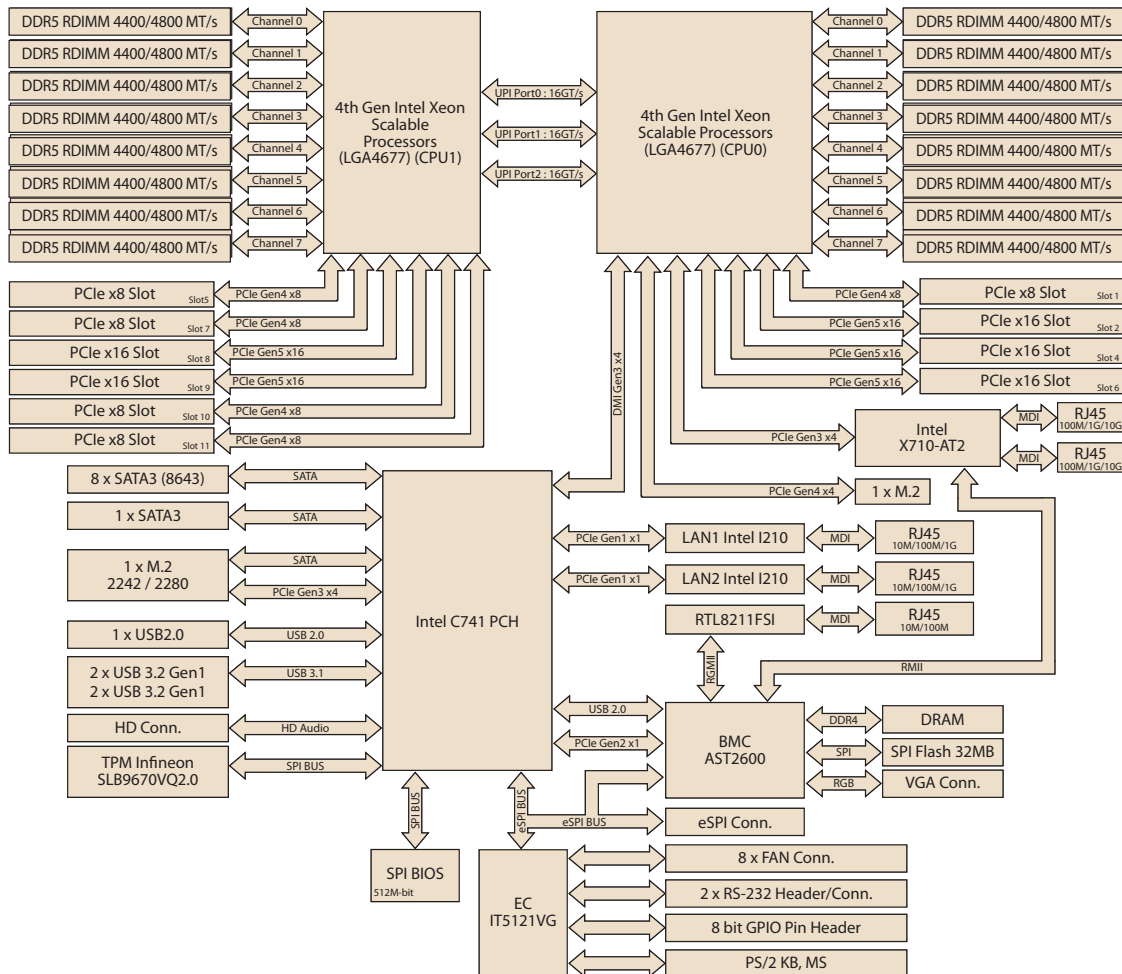 DDR5 RDIMM 4400/4800 MT/s
Channel 0
DDR5 RDIMM 4400/4800 MT/s
Channel 1
DDR5 RDIMM 4400/4800 MT/s
Channel 2
DDR5 RDIMM 4400/4800 MT/s
Channel 3
DDR5 RDIMM 4400/4800 MT/s
Channel 4
DDR5 RDIMM 4400/4800 MT/s
Channel 5
DDR5 RDIMM 4400/4800 MT/s
Channel 6
DDR5 RDIMM 4400/4800 MT/s
Channel 7
4th Gen Intel Xeon
Scalable
Processors
(LGA4677) (CPU1)
UPI Port0 : 16GT/s
UPI Port1 : 16GT/s
UPI Port2 : 16GT/s
4th Gen Intel Xeon
Scalable Processors
(LGA4677) (CPU0)
Channel 0
DDR5 RDIMM 4400/4800 MT/s
Channel 1
DDR5 RDIMM 4400/4800 MT/s
Channel 2
DDR5 RDIMM 4400/4800 MT/s
Channel 3
DDR5 RDIMM 4400/4800 MT/s
Channel 4
DDR5 RDIMM 4400/4800 MT/s
Channel 5
DDR5 RDIMM 4400/4800 MT/s
Channel 6
DDR5 RDIMM 4400/4800 MT/s
Channel 7
DDR5 RDIMM 4400/4800 MT/s
PCIe x8 Slot
Slot5
PCIe Gen4 x8
PCIe x8 Slot
Slot 7
PCIe Gen4 x8
PCIe x16 Slot
Slot 8
PCIe Gen5 x16
PCIe x16 Slot
Slot 9
PCIe Gen5 x16
PCIe x8 Slot
Slot 10
PCIe Gen4 x8
PCIe x8 Slot
Slot 11
PCIe Gen4 x8
DMI Gen3 x4
PCIe Gen4 x8
PCIe x8 Slot
Slot 1
PCIe Gen5 x16
PCIe x16 Slot
Slot 2
PCIe Gen5 x16
PCIe x16 Slot
Slot 4
PCIe Gen5 x16
PCIe x16 Slot
Slot 6
PCIe Gen3 x4
Intel
X710-AT2
MDI
RJ45
100M/1G/10G
MDI
RJ45
100M/1G/10G
PCIe Gen4 x4
1 x M.2
8 x SATA3 (8643)
SATA
1 x SATA3
SATA
1 x M.2
2242 / 2280
SATA
PCIe Gen3 x4
1 x USB2.0
USB 2.0
2 x USB 3.2 Gen1
2 x USB 3.2 Gen1
USB 3.1
HD Conn.
HD Audio
TPM Infineon
SLB9670VQ2.0
SPI BUS
Intel C741 PCH
PCIe Gen1 x1
LAN1 Intel I210
MDI
RJ45
10M/100M/1G
PCIe Gen1 x1
LAN2 Intel I210
MDI
RJ45
10M/100M/1G
RTL8211FSI
MDI
RJ45
10M/100M
RGMII
RMII
USB 2.0
PCIe Gen2 x1
BMC
AST2600
DDR4
DRAM
SPI
SPI Flash 32MB
RGB
VGA Conn.
SPI BUS
eSPI BUS
eSPI BUS
eSPI Conn.
SPI BIOS
512M-bit
EC
IT5121VG
8 x FAN Conn.
2 x RS-232 Header/Conn.
8 bit GPIO Pin Header
PS/2 KB, MS